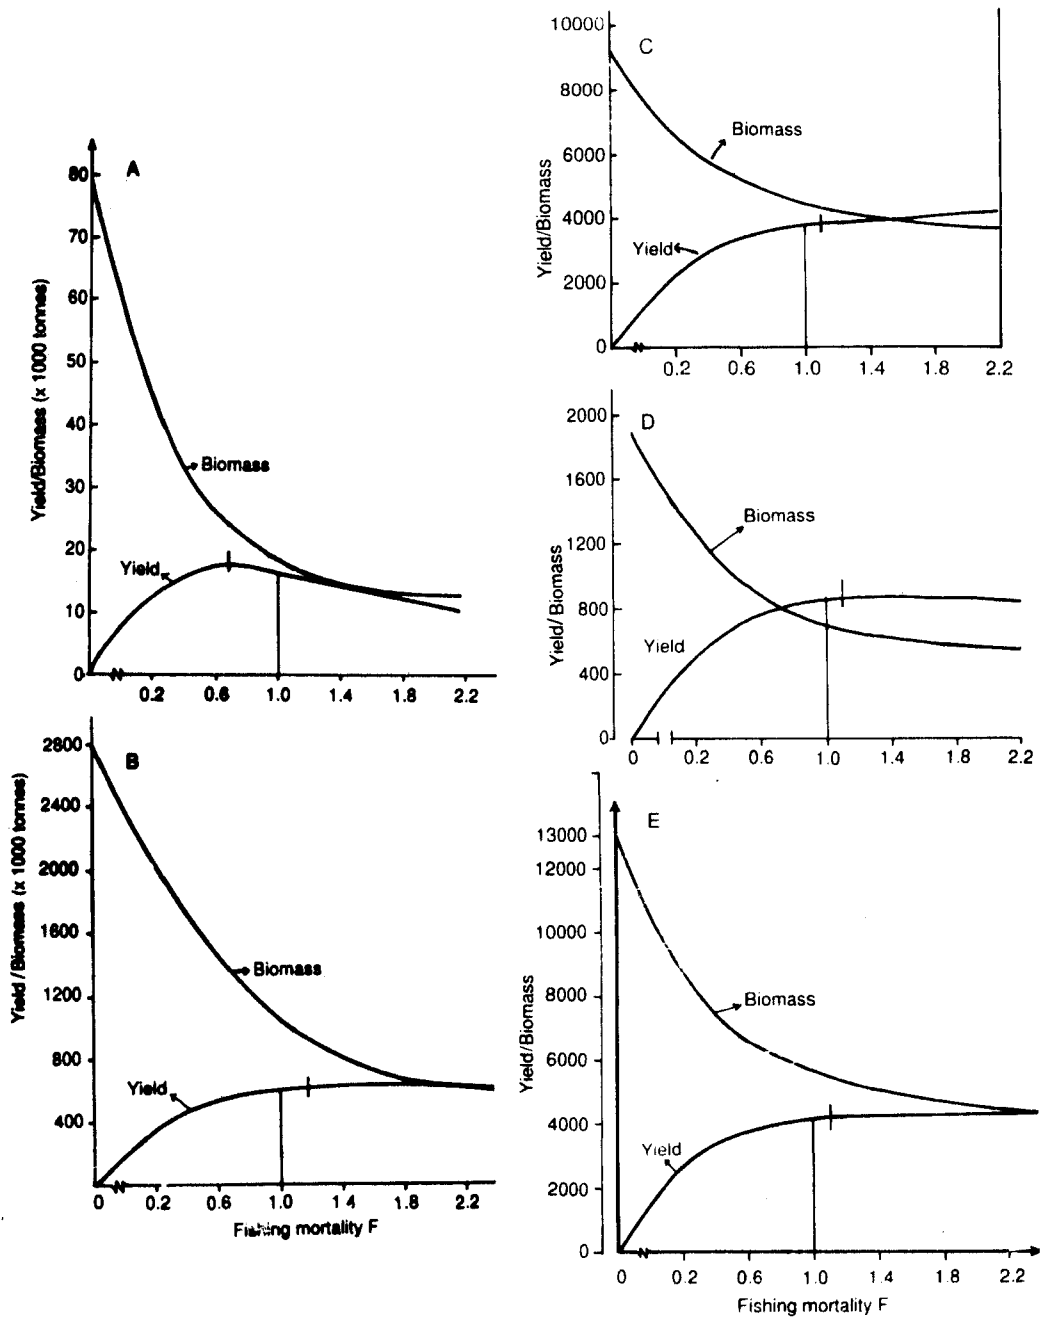 A
80
70
60
50
40
30
20
10
0
Yield/Biomass (x 1000 tonnes)
Biomass
Yield
0.2 0.6 1.0 1.4 1.8 2.2
B
2800
2400
2000
1600
1200
800
400
Yield/Biomass (x 1000 tonnes)
Biomass
Yield
0 0.2 0.6 1.0 1.4 1.8 2.2
Fishing mortality F
C
10000
8000
6000
4000
2000
0
Yield/Biomass
Biomass
Yield
0.2 0.6 1.0 1.4 1.8 2.2
D
2000
1600
1200
800
400
0
Yield/Biomass
Biomass
Yield
0 0.2 0.6 1.0 1.4 1.8 2.2
E
13000
12000
10000
8000
6000
4000
2000
0
Yield/Biomass
Biomass
Yield
0 0.2 0.6 1.0 1.4 1.8 2.2
Fishing mortality F